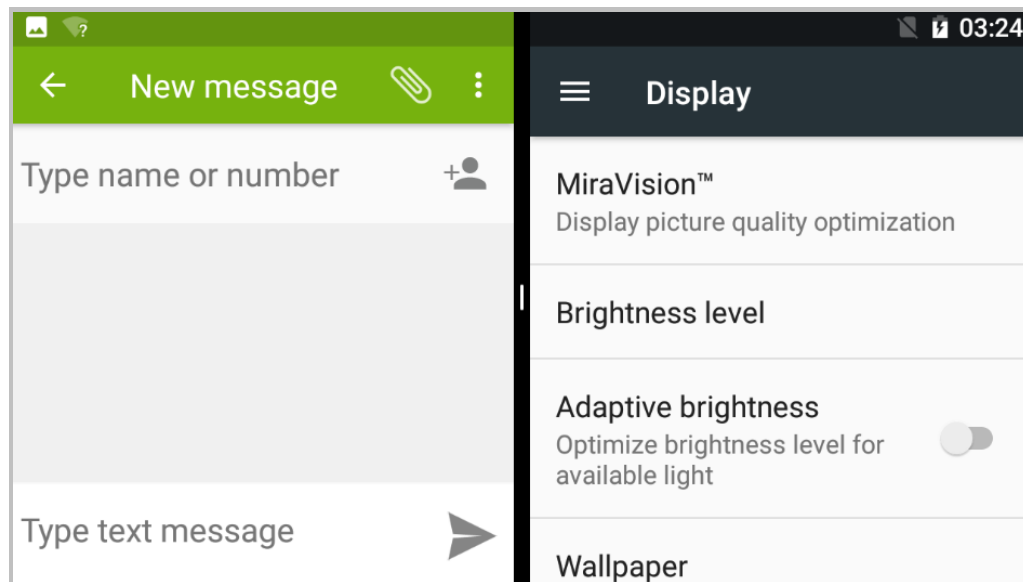 ?
03:24
New message
Type name or number
Type text message
Display
MiraVision™
Display picture quality optimization
Brightness level
Adaptive brightness
Optimize brightness level for
available light
Wallpaper